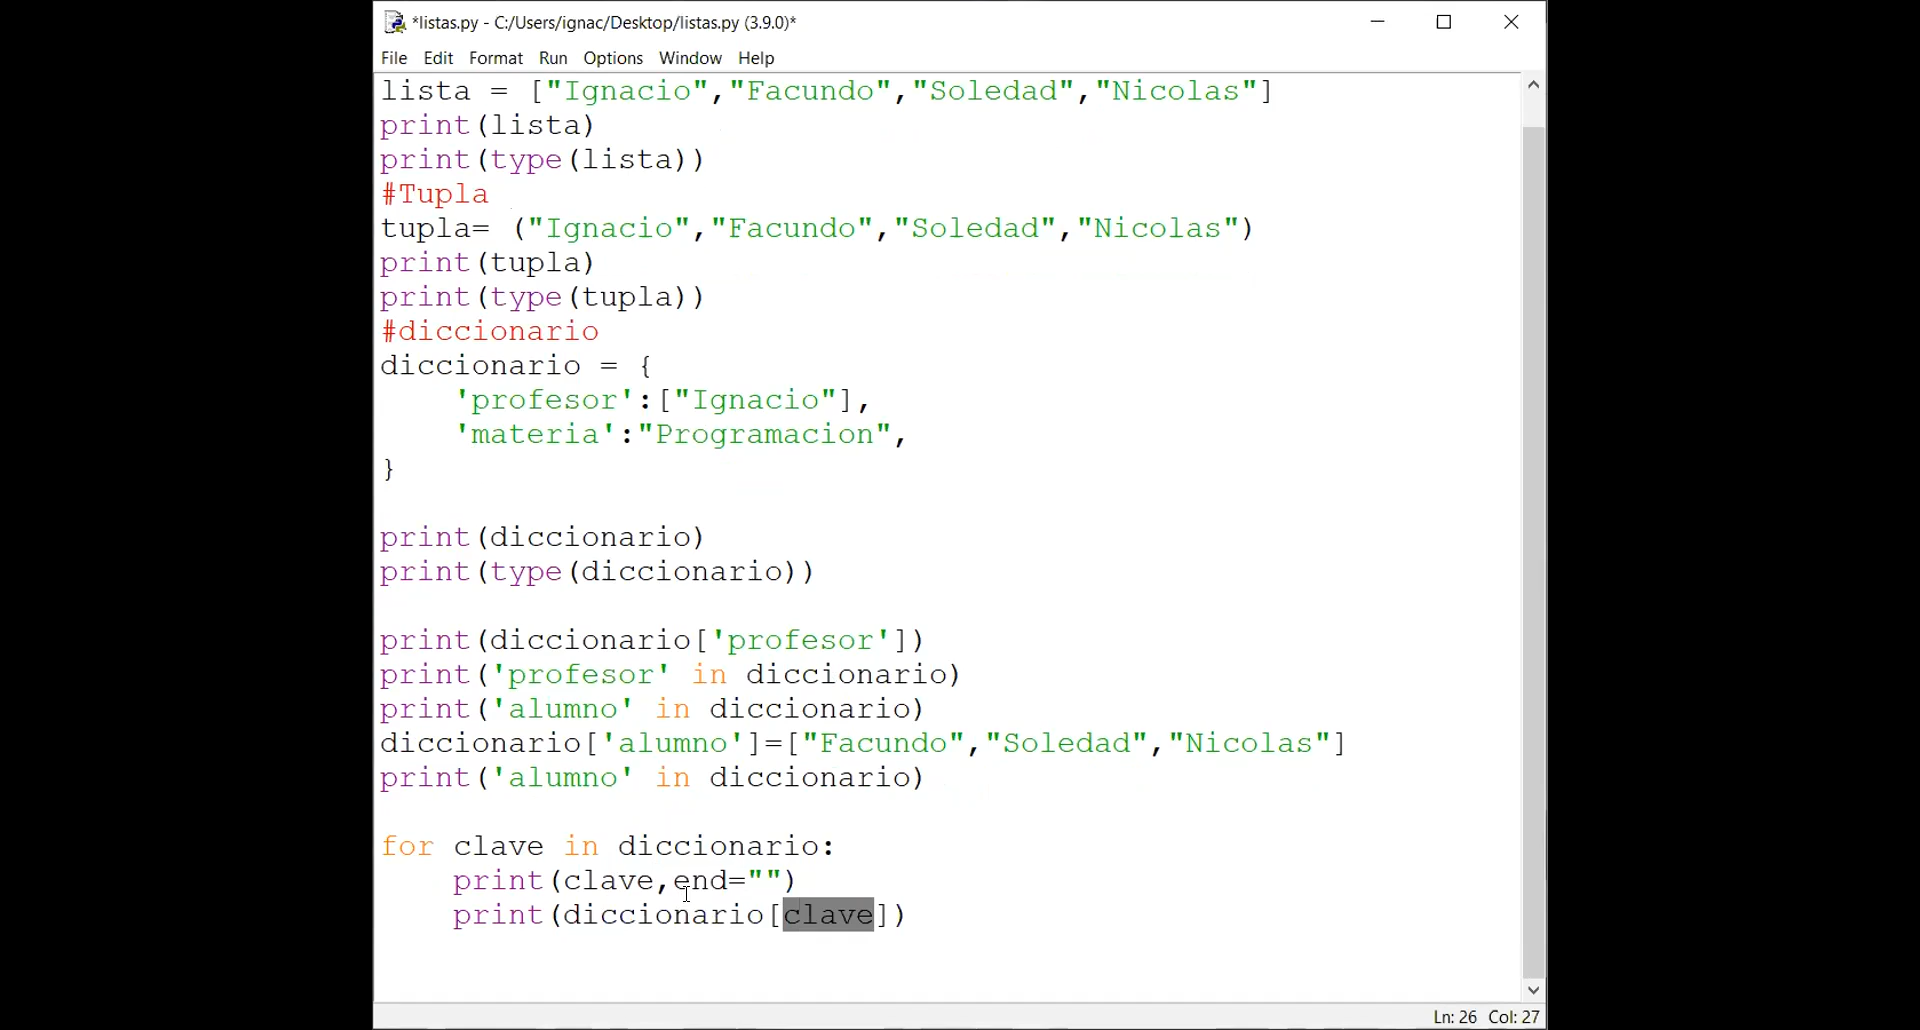 *listas.py - C:/Users/ignac/Desktop/listas.py (3.9.0)*
File Edit Format Run Options Window Help
lista = ["Ignacio","Facundo","Soledad","Nicolas"]
print(lista)
print(type(lista))
#Tupla
tupla= ("Ignacio","Facundo","Soledad","Nicolas")
print(tupla)
print(type(tupla))
#diccionario
diccionario = {
    'profesor':["Ignacio"],
    'materia':"Programacion",
}
print(diccionario)
print(type(diccionario))
print(diccionario['profesor'])
print('profesor' in diccionario)
print('alumno' in diccionario)
diccionario['alumno']=["Facundo","Soledad","Nicolas"]
print('alumno' in diccionario)
for clave in diccionario:
    print(clave,end="")
    print(diccionario[clave])
Ln: 26 Col: 27